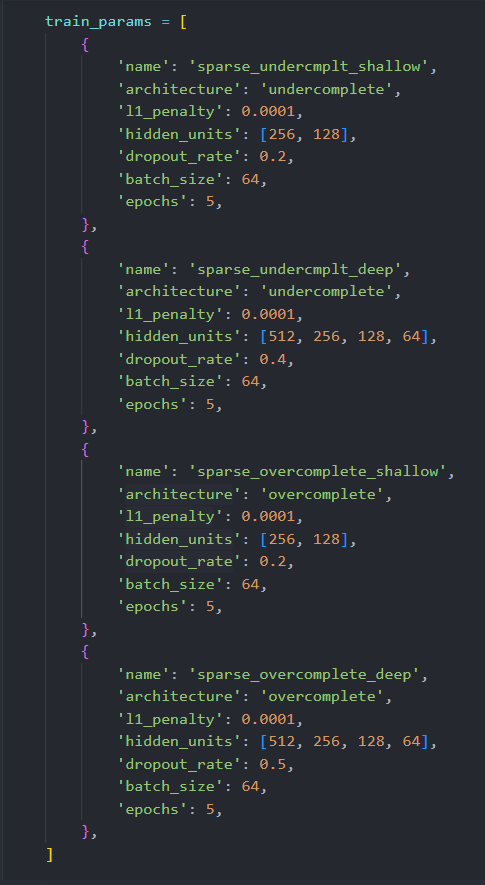 train_params = [
    {
        'name': 'sparse_undercmplt_shallow',
        'architecture': 'undercomplete',
        'l1_penalty': 0.0001,
        'hidden_units': [256, 128],
        'dropout_rate': 0.2,
        'batch_size': 64,
        'epochs': 5,
    },
    {
        'name': 'sparse_undercmplt_deep',
        'architecture': 'undercomplete',
        'l1_penalty': 0.0001,
        'hidden_units': [512, 256, 128, 64],
        'dropout_rate': 0.4,
        'batch_size': 64,
        'epochs': 5,
    },
    {
        'name': 'sparse_overcomplete_shallow',
        'architecture': 'overcomplete',
        'l1_penalty': 0.0001,
        'hidden_units': [256, 128],
        'dropout_rate': 0.2,
        'batch_size': 64,
        'epochs': 5,
    },
    {
        'name': 'sparse_overcomplete_deep',
        'architecture': 'overcomplete',
        'l1_penalty': 0.0001,
        'hidden_units': [512, 256, 128, 64],
        'dropout_rate': 0.5,
        'batch_size': 64,
        'epochs': 5,
    },
]